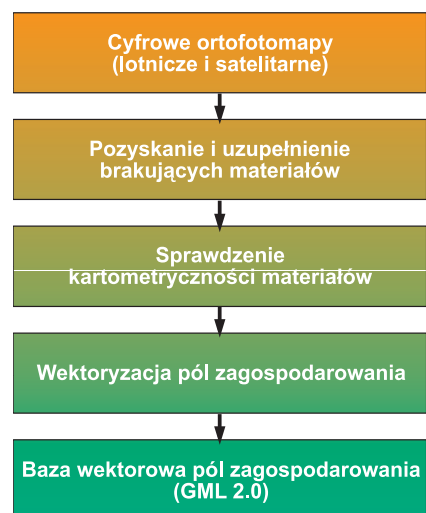 Cyfrowe ortofotomapy
(lotnicze i satelitarne)
Pozyskanie i uzupełnienie
brakujących materiałów
Sprawdzenie
kartometryczności materiałów
Wektoryzacja pól zagospodarowania
Baza wektorowa pól zagospodarowania
(GML 2.0)